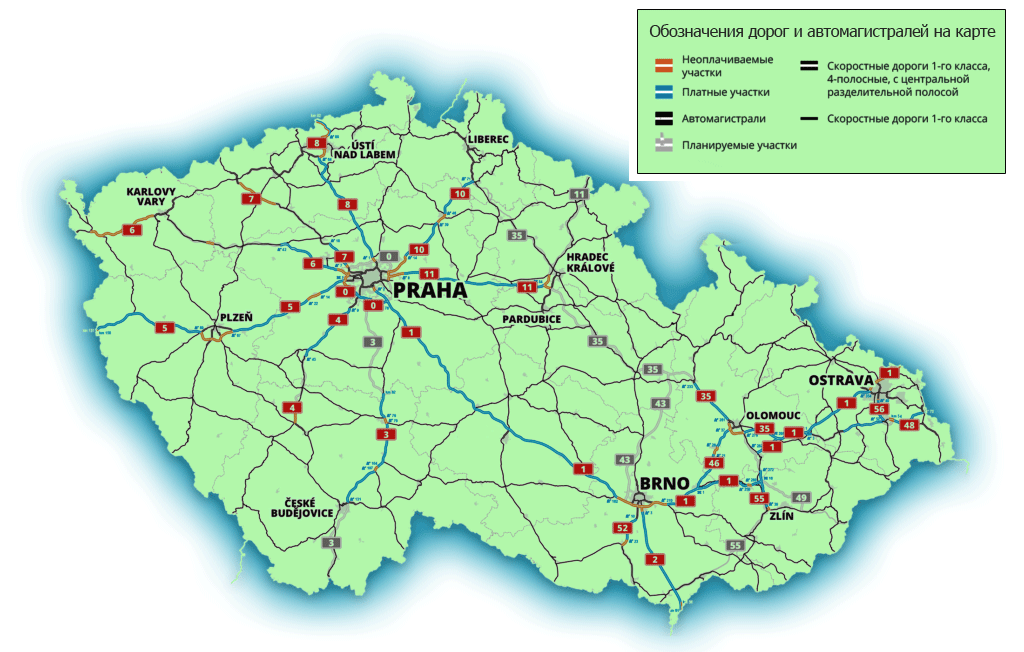 Обозначения дорог и автомагистралей на карте
Неоплачиваемые
участки
Платные участки
Автомагистрали
Планируемые участки
Скоростные дороги 1-го класса,
4-полосные, с центральной
разделительной полосой
Скоростные дороги 1-го класса
8
ÚSTÍ
NAD LABEM
LIBEREC
KARLOVY
VARY
7
8
10
11
6
35
7
0
10
6
11
HRADEC
KRÁLOVÉ
0
PRAHA
11
5
0
PARDUBICE
4
PLZEŇ
5
1
3
35
35
OSTRAVA
1
4
43
35
1
56
OLOMOUC
48
3
35
1
1
43
46
1
BRNO
1
1
55
49
ČESKÉ
BUDĚJOVICE
ZLÍN
52
3
55
2